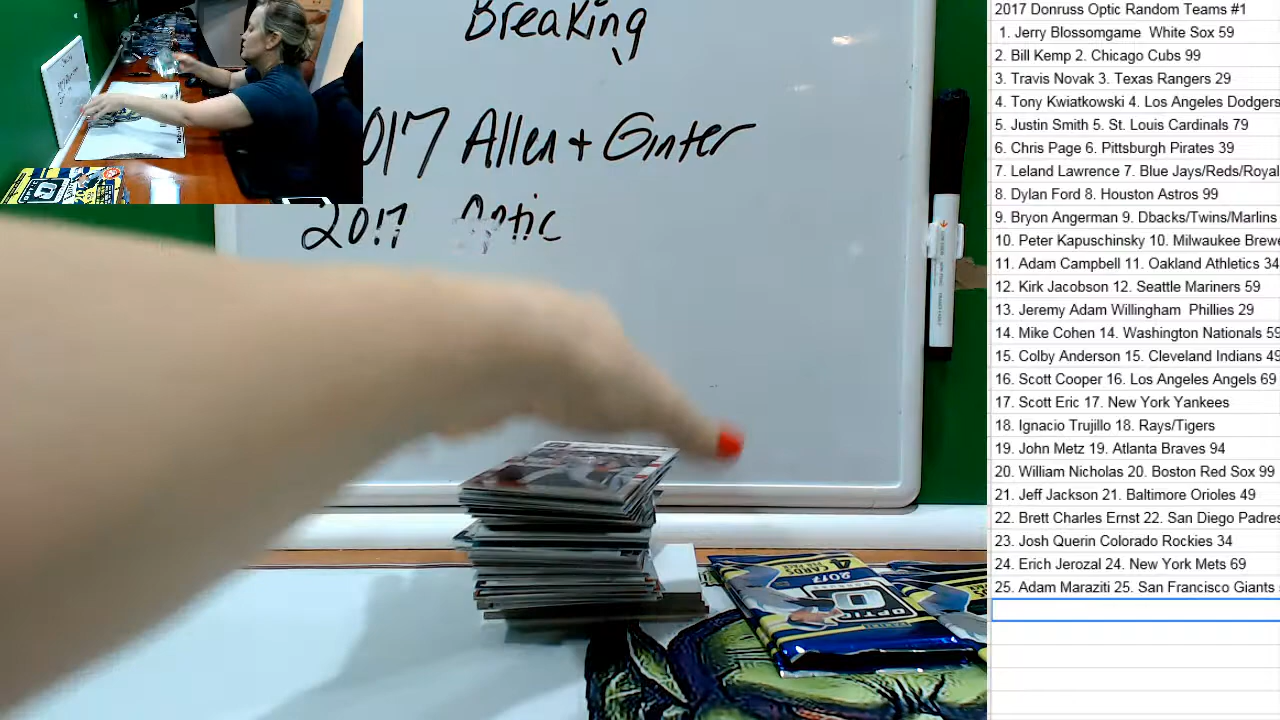 Breaking
017 Allen & Ginter
2017 Optic
4 CARDS
2017
OPTIC
2017 Donruss Optic Random Teams #1
1. Jerry Blossomgame White Sox 59
2. Bill Kemp 2. Chicago Cubs 99
3. Travis Novak 3. Texas Rangers 29
4. Tony Kwiatkowski 4. Los Angeles Dodgers
5. Justin Smith 5. St. Louis Cardinals 79
6. Chris Page 6. Pittsburgh Pirates 39
7. Leland Lawrence 7. Blue Jays/Reds/Royal
8. Dylan Ford 8. Houston Astros 99
9. Bryon Angerman 9. Dbacks/Twins/Marlins
10. Peter Kapuschinsky 10. Milwaukee Brewe
11. Adam Campbell 11. Oakland Athletics 34
12. Kirk Jacobson 12. Seattle Mariners 59
13. Jeremy Adam Willingham Phillies 29
14. Mike Cohen 14. Washington Nationals 59
15. Colby Anderson 15. Cleveland Indians 49
16. Scott Cooper 16. Los Angeles Angels 69
17. Scott Eric 17. New York Yankees
18. Ignacio Trujillo 18. Rays/Tigers
19. John Metz 19. Atlanta Braves 94
20. William Nicholas 20. Boston Red Sox 99
21. Jeff Jackson 21. Baltimore Orioles 49
22. Brett Charles Ernst 22. San Diego Padres
23. Josh Querin Colorado Rockies 34
24. Erich Jerozal 24. New York Mets 69
25. Adam Maraziti 25. San Francisco Giants